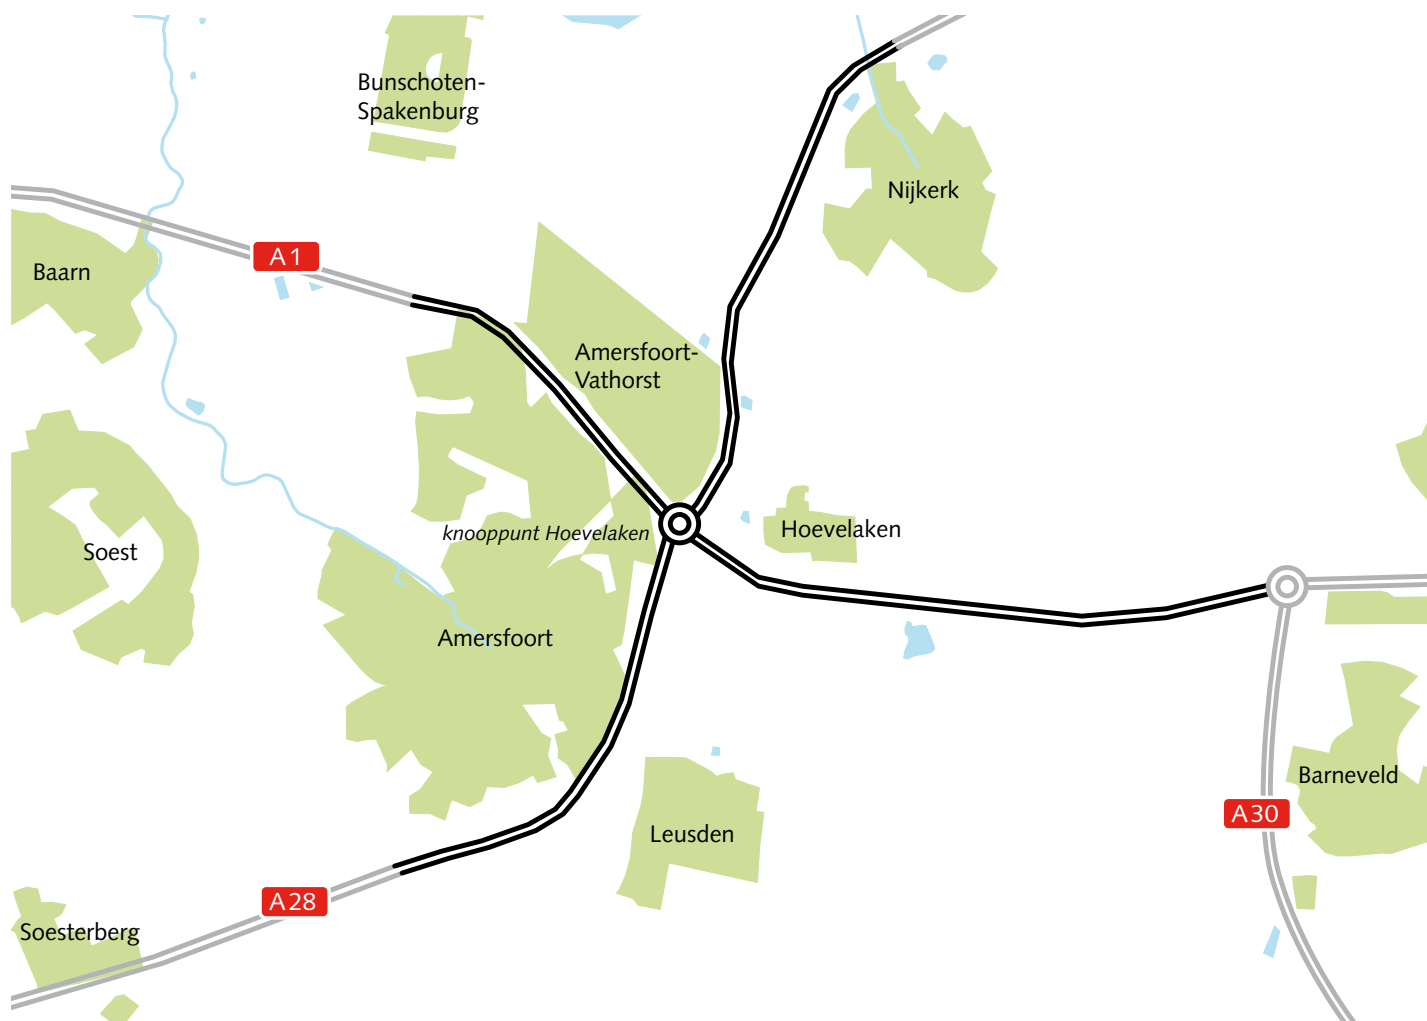 Bunschoten-
Spakenburg
Nijkerk
A1
Baarn
Amersfoort-
Vathorst
knooppunt Hoevelaken
Hoevelaken
Soest
Amersfoort
Barneveld
A30
Leusden
A28
Soesterberg